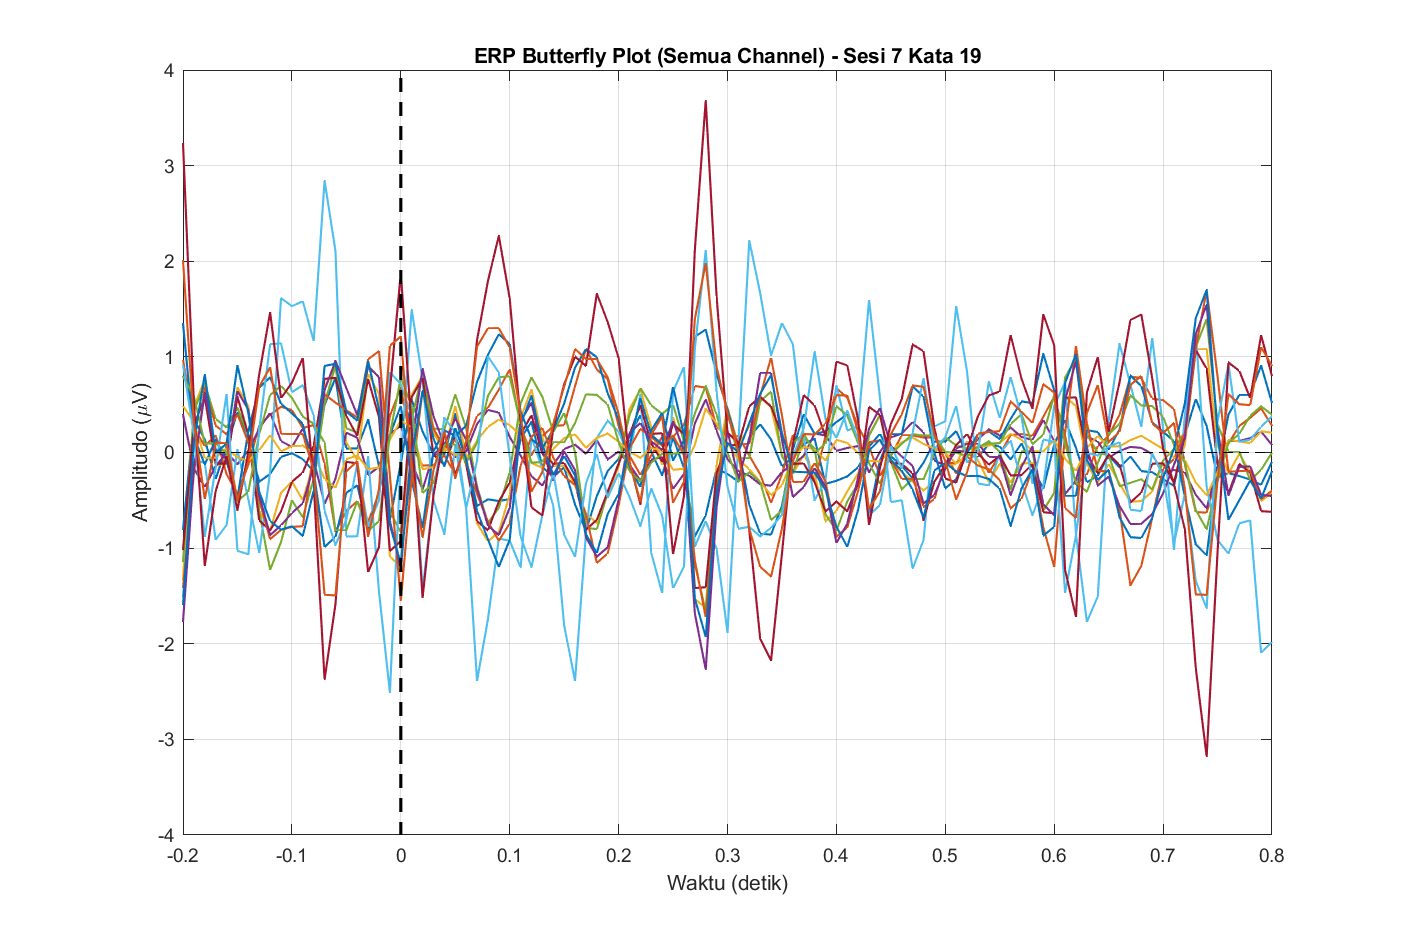 ERP Butterfly Plot (Semua Channel) - Sesi 7 Kata 19
Amplitudo (μV)
4
3
2
1
0
-1
-2
-3
-4
-0.2 -0.1 0 0.1 0.2 0.3 0.4 0.5 0.6 0.7 0.8
Waktu (detik)